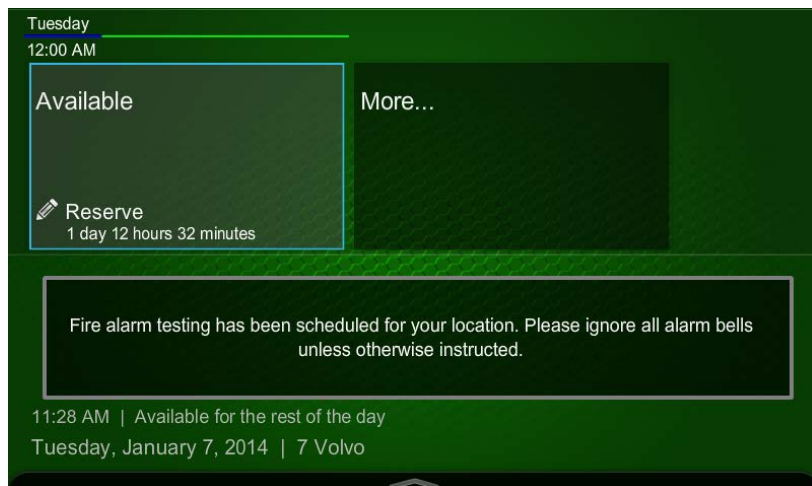 Tuesday
12:00 AM
Available
More...
Reserve
1 day 12 hours 32 minutes
Fire alarm testing has been scheduled for your location. Please ignore all alarm bells
unless otherwise instructed.
11:28 AM | Available for the rest of the day
Tuesday, January 7, 2014 | 7 Volvo